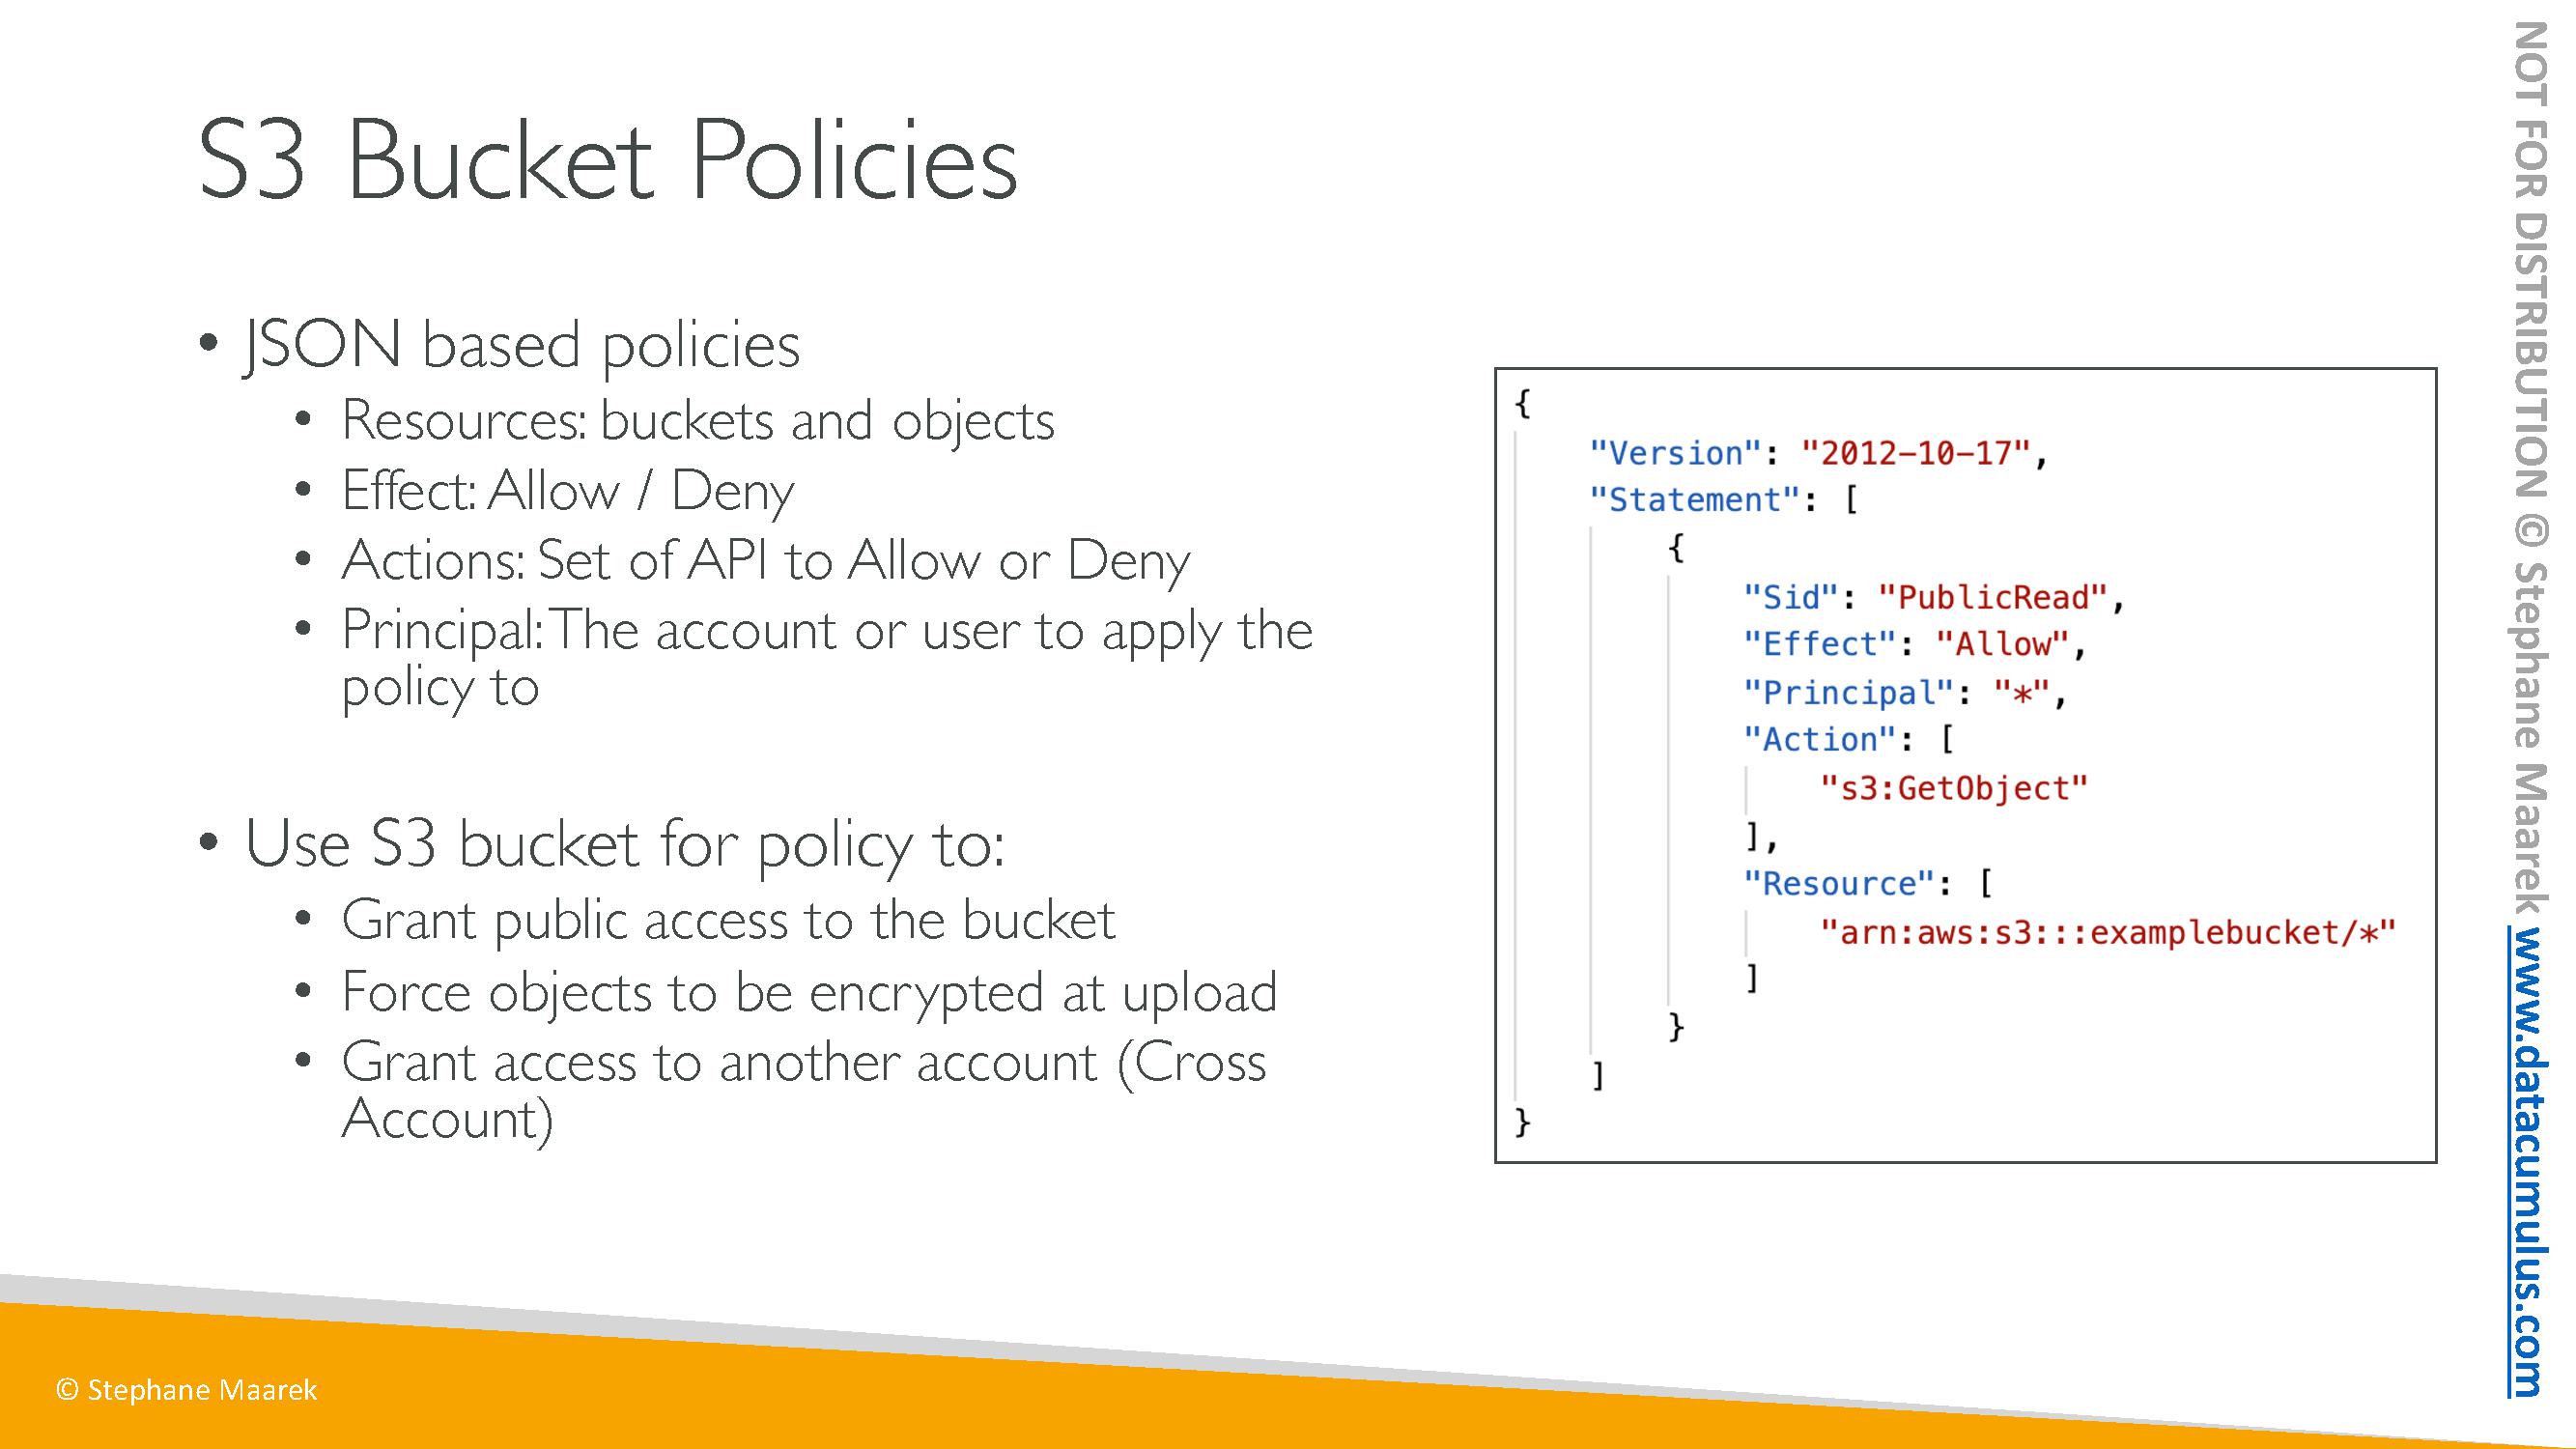 S3 Bucket Policies
• JSON based policies
• Resources: buckets and objects
• Effect: Allow / Deny
• Actions: Set of API to Allow or Deny
• Principal: The account or user to apply the
policy to
• Use S3 bucket for policy to:
• Grant public access to the bucket
• Force objects to be encrypted at upload
• Grant access to another account (Cross
Account)
{
"Version": "2012-10-17",
"Statement": [
{
"Sid": "PublicRead",
"Effect": "Allow",
"Principal": "*",
"Action": [
"s3:GetObject"
],
"Resource": [
"arn:aws:s3:::examplebucket/*"
]
}
]
}
NOT FOR DISTRIBUTION © Stephane Maarek www.datacumulus.com
© Stephane Maarek